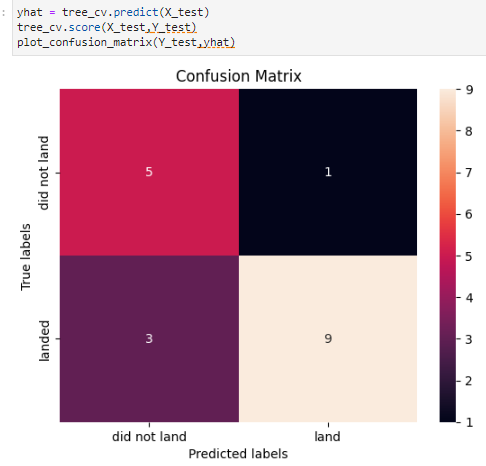 : yhat = tree_cv.predict(X_test)
tree_cv.score(X_test,Y_test)
plot_confusion_matrix(Y_test,yhat)
Confusion Matrix
did not land
landed
True labels
5
1
3
9
did not land
land
Predicted labels
9
8
7
6
5
4
3
2
1